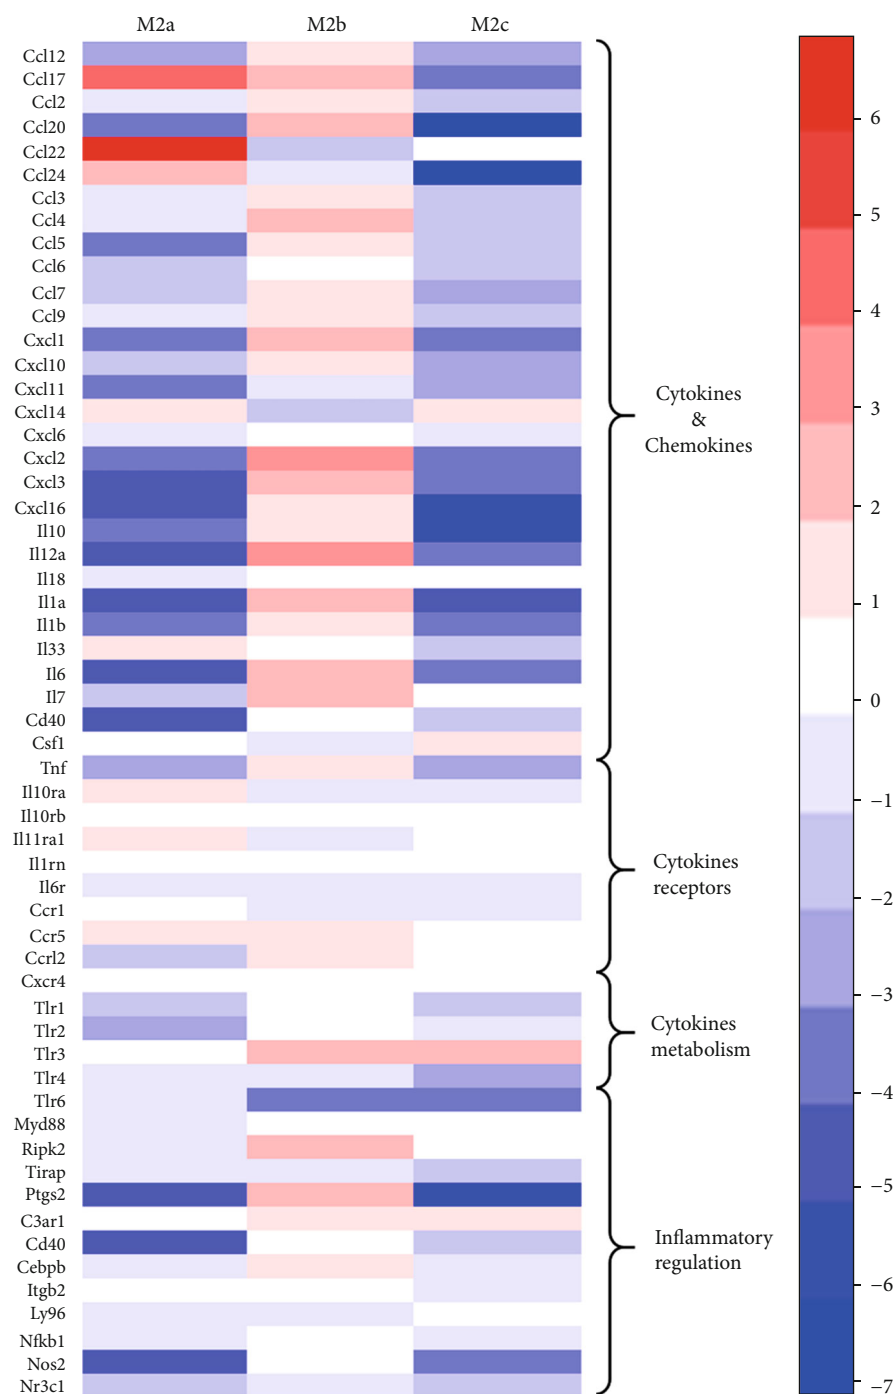 M2a M2b M2c
Ccl12
Ccl17
Ccl2
Ccl20
Ccl22
Ccl24
Ccl3
Ccl4
Ccl5
Ccl6
Ccl7
Ccl9
Cxcl1
Cxcl10
Cxcl11
Cxcl14
Cxcl6
Cxcl2
Cxcl3
Cxcl16
Il10
Il12a
Il18
Il1a
Il1b
Il33
Il6
Il7
Cd40
Csf1
Tnf
Il10ra
Il10rb
Il11ra1
Il1rn
Il6r
Ccr1
Ccr5
Ccrl2
Cxcr4
Tlr1
Tlr2
Tlr3
Tlr4
Tlr6
Myd88
Ripk2
Tirap
Ptgs2
C3ar1
Cd40
Cebpb
Itgb2
Ly96
Nfkb1
Nos2
Nr3c1
Cytokines
&
Chemokines
Cytokines
receptors
Cytokines
metabolism
Inflammatory
regulation
6
5
4
3
2
1
0
−1
−2
−3
−4
−5
−6
−7